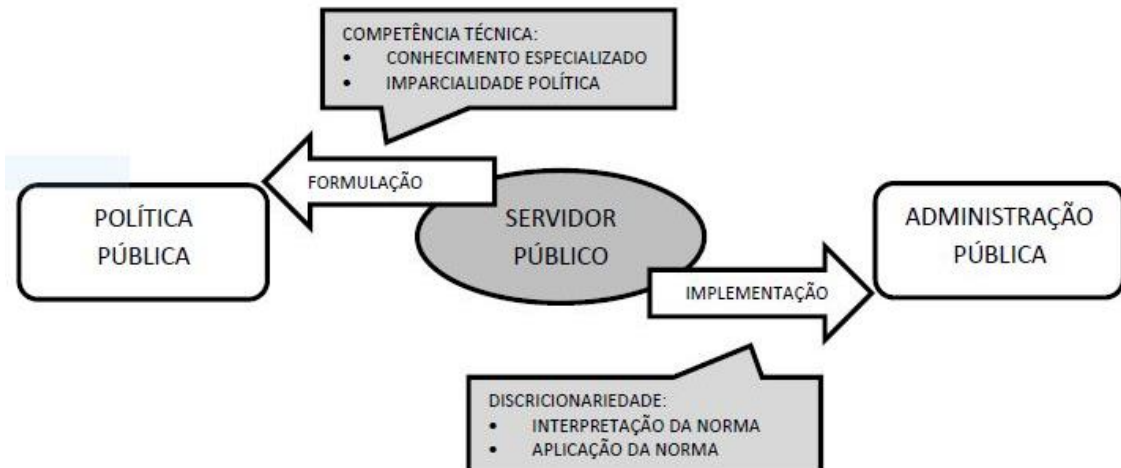 COMPETÊNCIA TÉCNICA:
• CONHECIMENTO ESPECIALIZADO
• IMPARCIALIDADE POLÍTICA
FORMULAÇÃO
POLÍTICA
PÚBLICA
SERVIDOR
PÚBLICO
ADMINISTRAÇÃO
PÚBLICA
IMPLEMENTAÇÃO
DISCRICIONARIEDADE:
• INTERPRETAÇÃO DA NORMA
• APLICAÇÃO DA NORMA